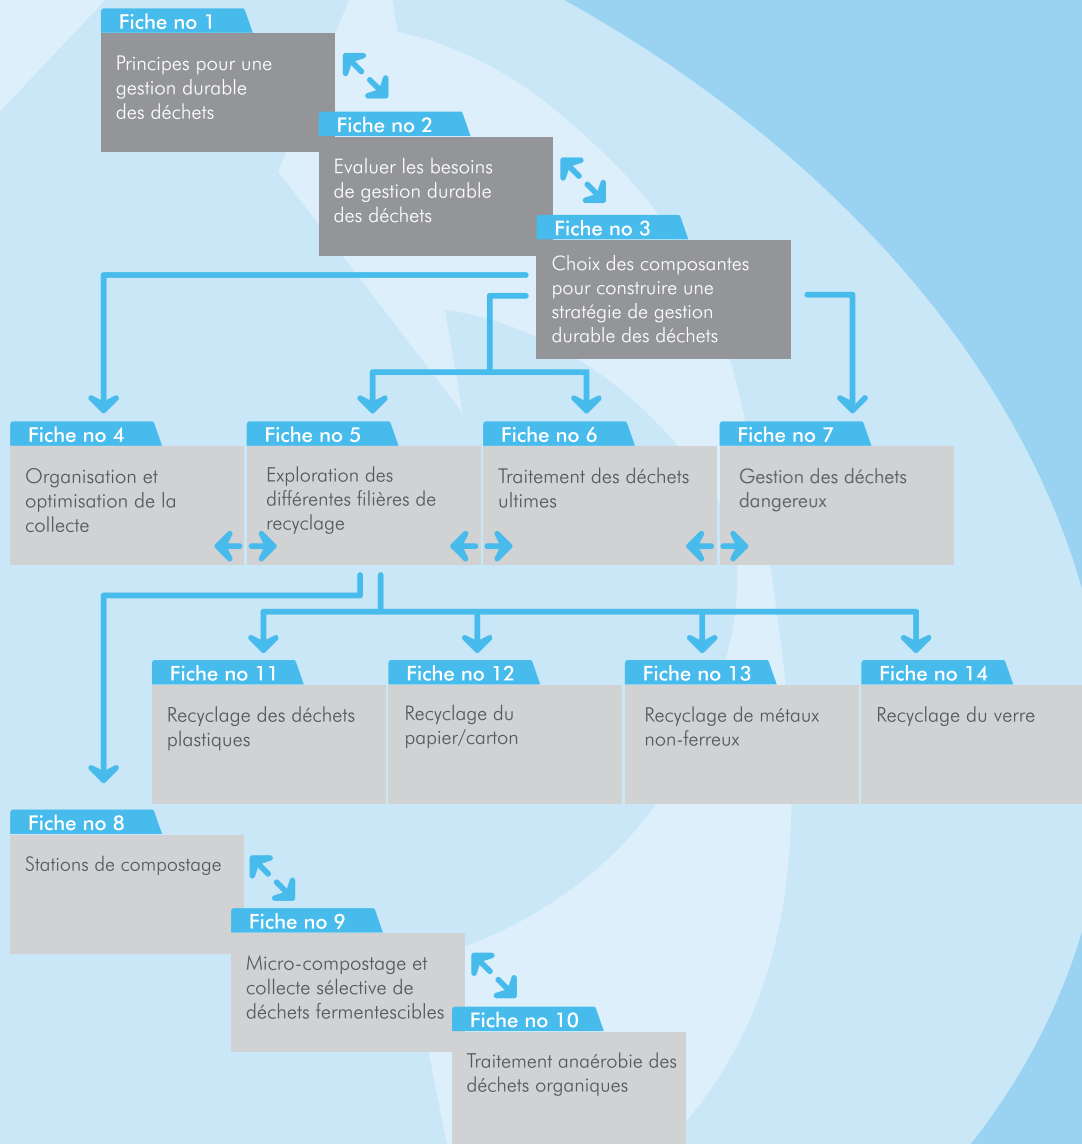 Fiche no 1
Principes pour une
gestion durable
des déchets
Fiche no 2
Evaluer les besoins
de gestion durable
des déchets
Fiche no 3
Choix des composantes
pour construire une
stratégie de gestion
durable des déchets
Fiche no 4
Organisation et
optimisation de la
collecte
Fiche no 5
Exploration des
différentes filières de
recyclage
Fiche no 6
Traitement des déchets
ultimes
Fiche no 7
Gestion des déchets
dangereux
Fiche no 11
Recyclage des déchets
plastiques
Fiche no 12
Recyclage du
papier/carton
Fiche no 13
Recyclage de métaux
non-ferreux
Fiche no 14
Recyclage du verre
Fiche no 8
Stations de compostage
Fiche no 9
Micro-compostage et
collecte sélective de
déchets fermentescibles
Fiche no 10
Traitement anaérobie des
déchets organiques